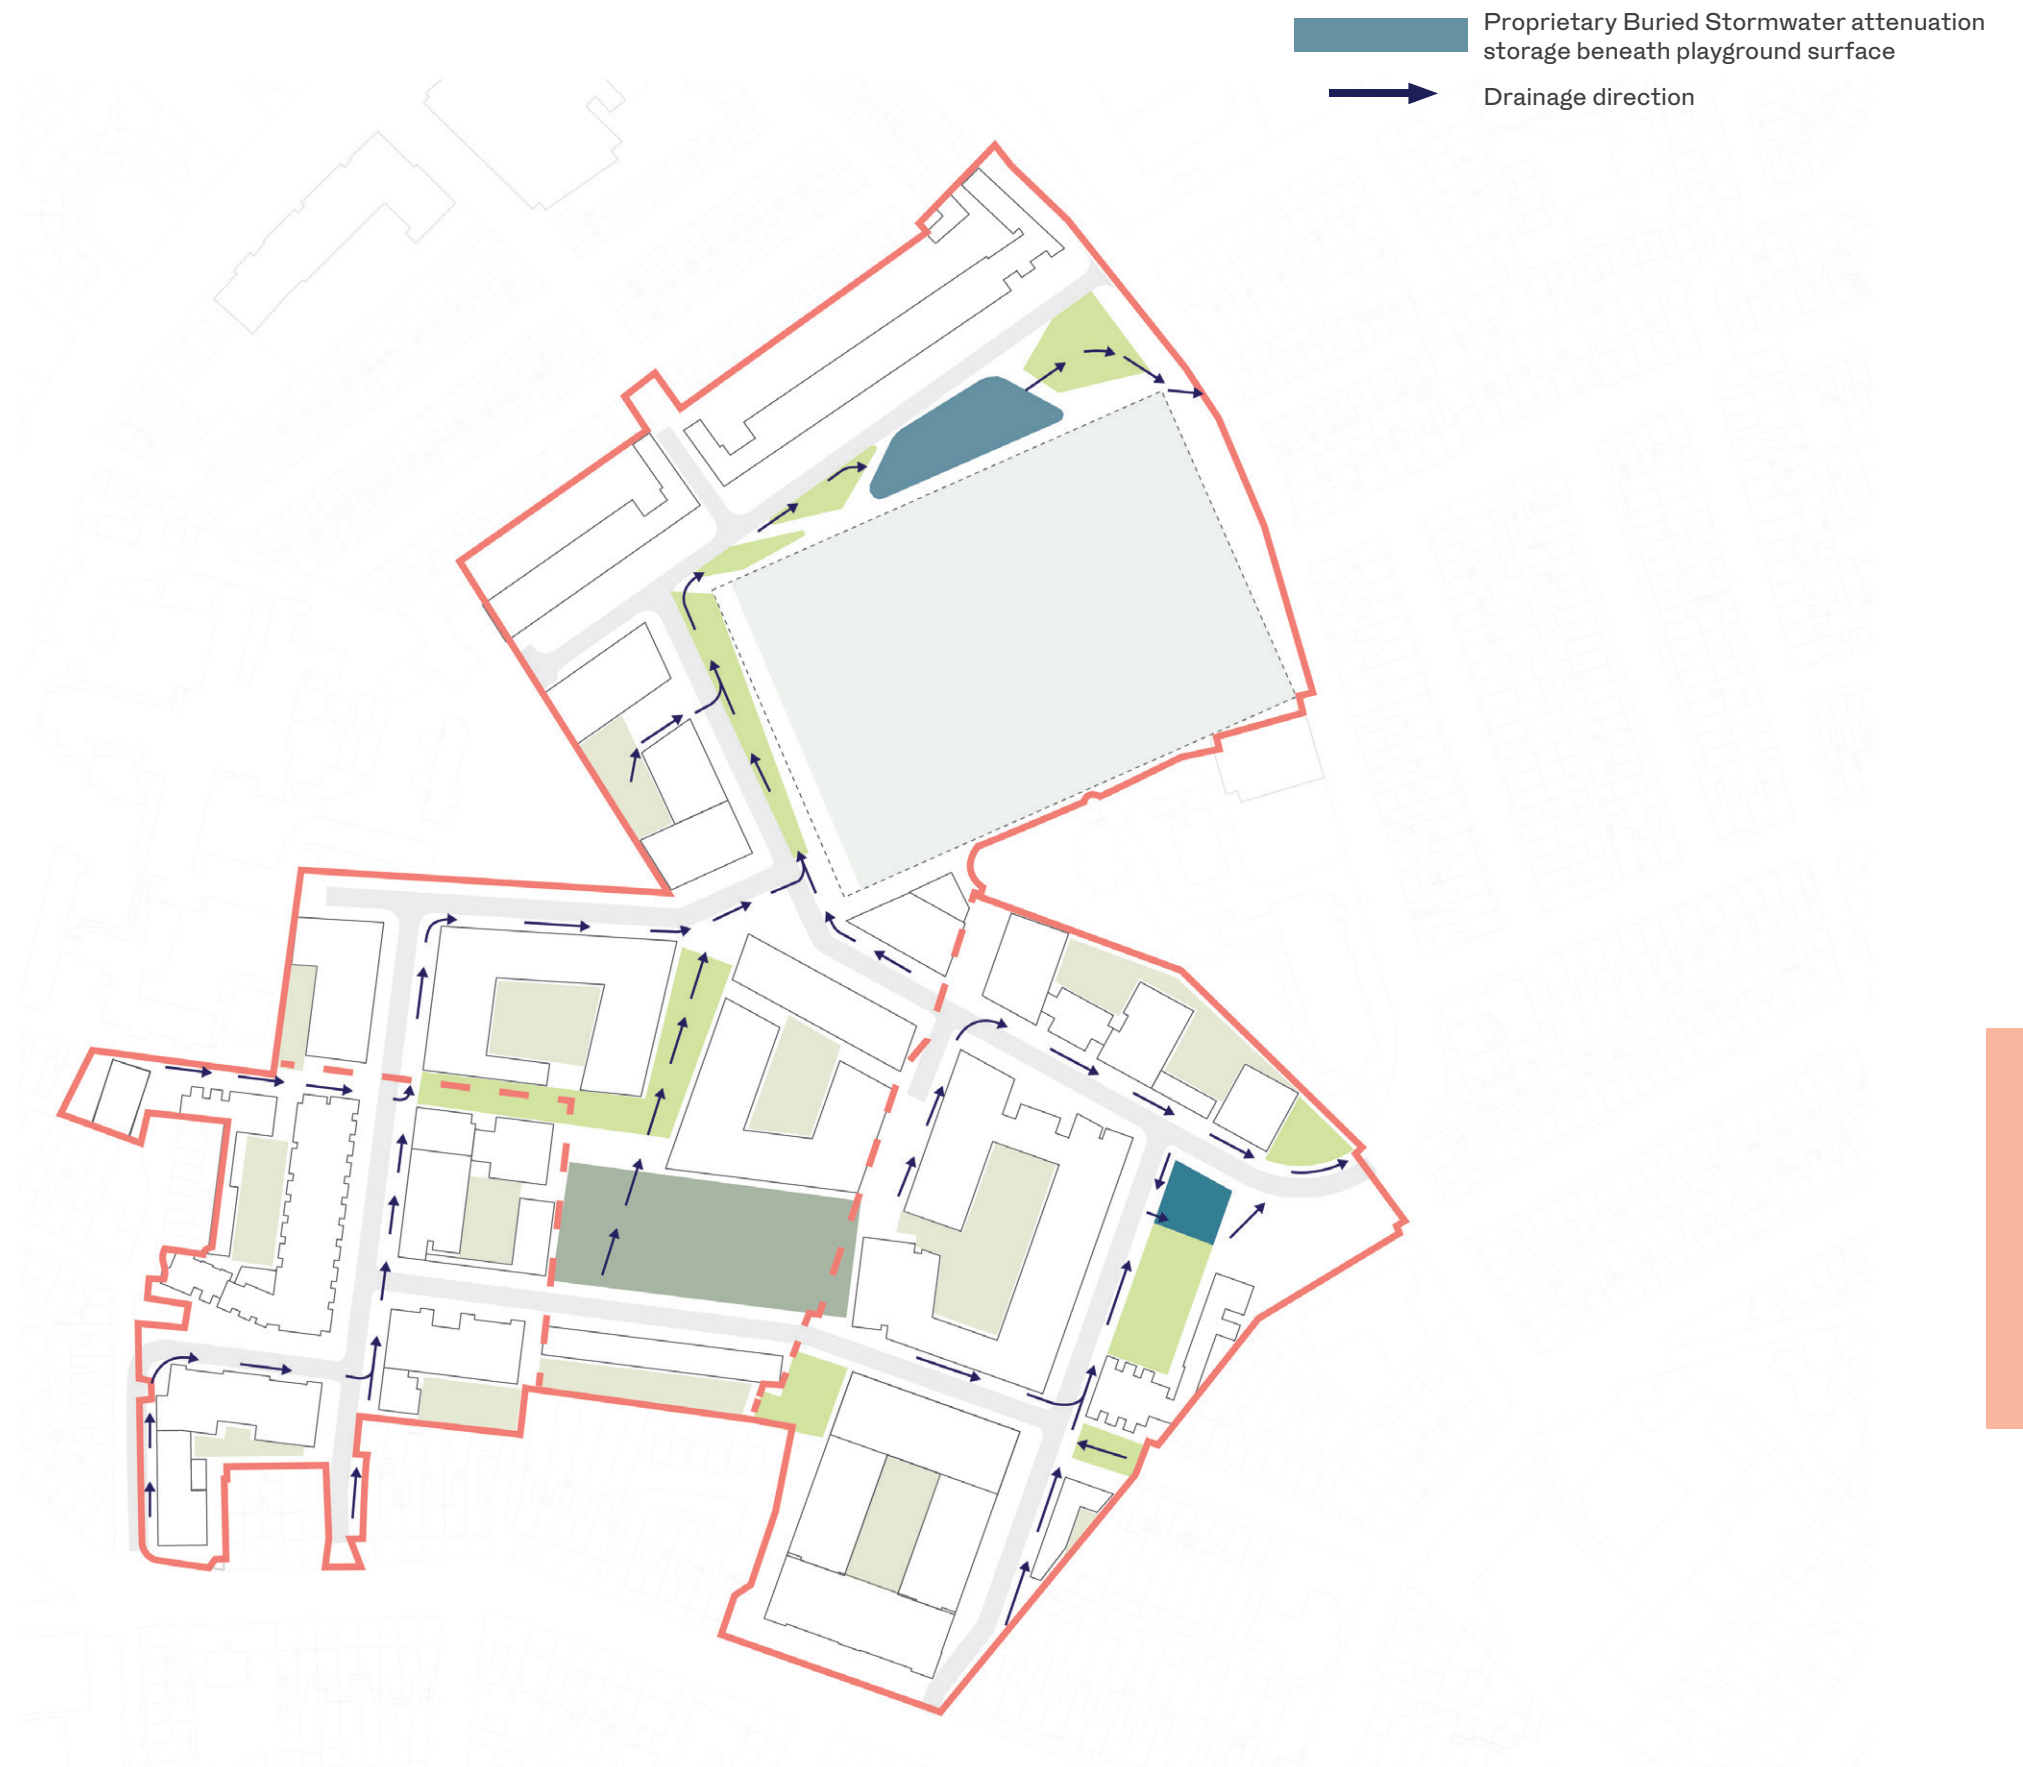 Proprietary Buried Stormwater attenuation
storage beneath playground surface
Drainage direction